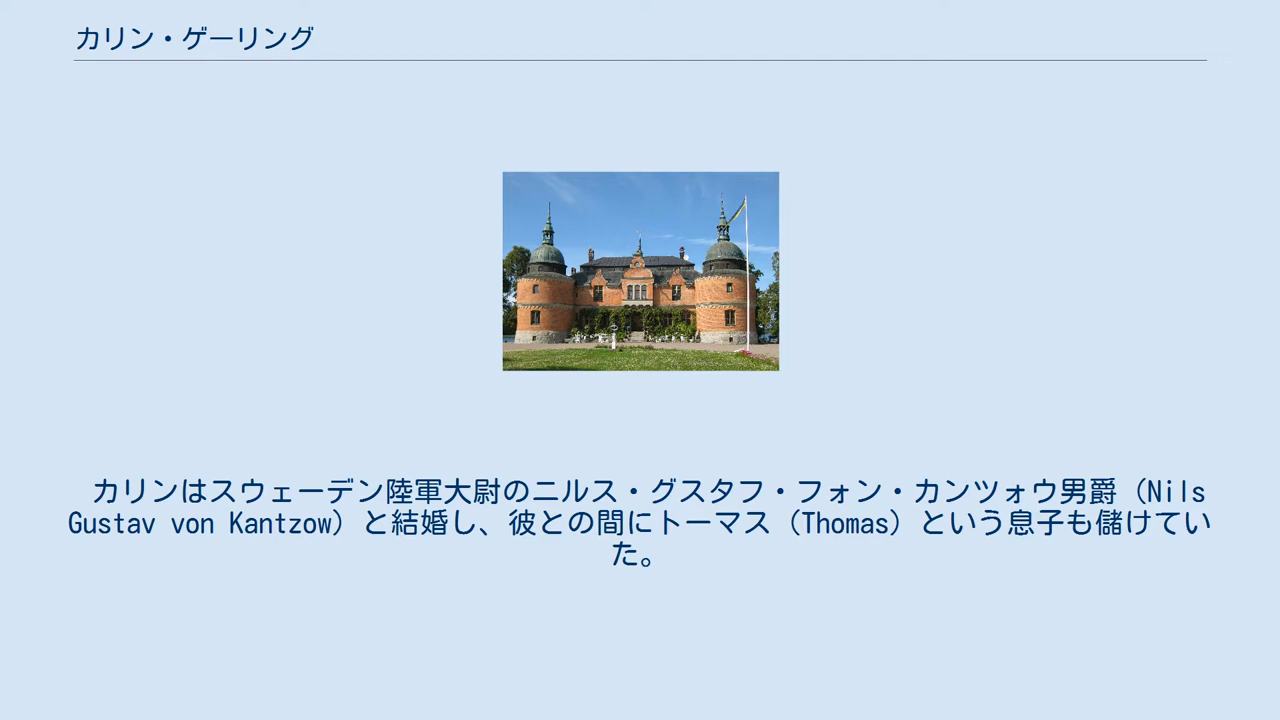 カリン・ゲーリング
カリンはスウェーデン陸軍大尉のニルス・グスタフ・フォン・カンツォウ男爵（Nils
Gustav von Kantzow）と結婚し、彼との間にトーマス（Thomas）という息子も儲けてい
た。